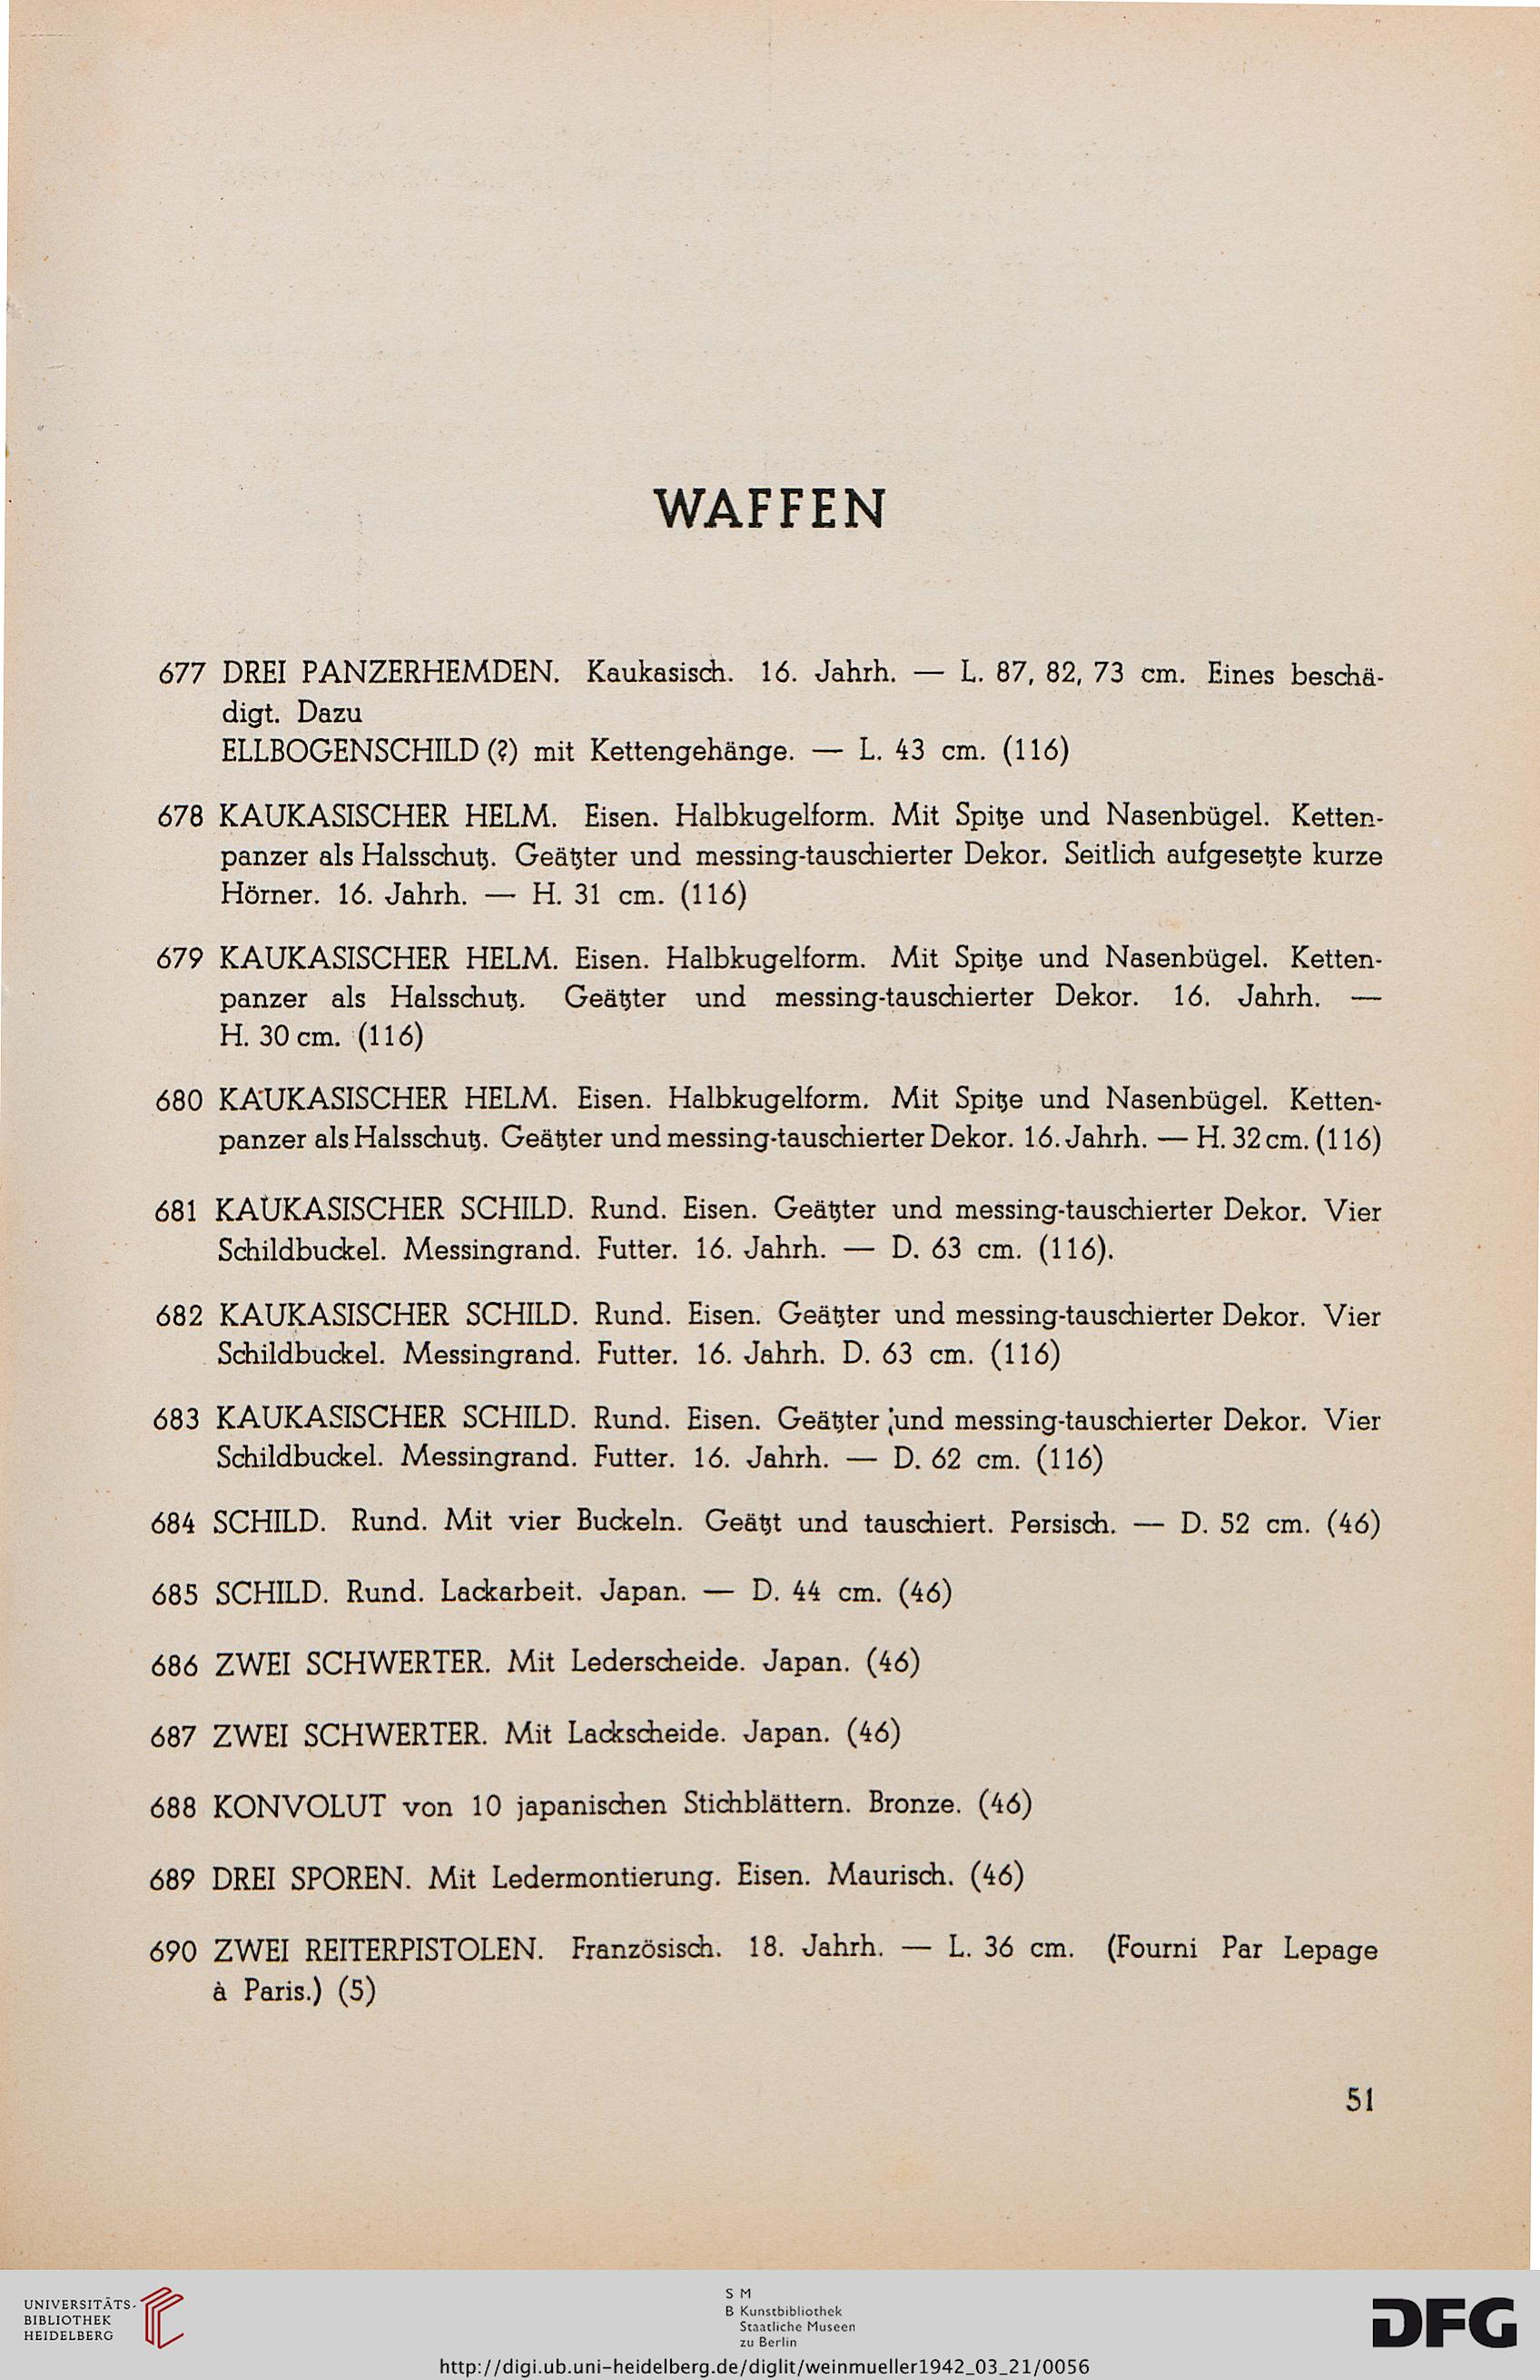 WAFFEN
677 DREI PANZERHEMDEN. Kaukasisch. 16. Jahrh. — L. 87, 82, 73 cm. Eines beschä-
digt. Dazu
ELLBOGENSCHILD (?) mit Kettengehänge. — L. 43 cm. (116)
678 KAUKASISCHER HELM. Eisen. Halbkugelform. Mit Spitze und Nasenbügel. Ketten-
panzer als Halsschutz. Geätzter und messing-tauschierter Dekor. Seitlich aufgesetzte kurze
Hörner. 16. Jahrh. — H. 31 cm. (116)
679 KAUKASISCHER HELM. Eisen. Halbkugelform. Mit Spitze und Nasenbügel. Ketten-
panzer als Halsschutz. Geätzter und messing-tauschierter Dekor. 16. Jahrh. —
H. 30 cm. (116)
680 KAUKASISCHER HELM. Eisen. Halbkugelform. Mit Spitze und Nasenbügel. Ketten-
panzer als Halsschutz. Geätzter und messing-tauschierter Dekor. 16. Jahrh. — H. 32 cm. (116)
681 KAUKASISCHER SCHILD. Rund. Eisen. Geätzter und messing-tauschierter Dekor. Vier
Schildbuckel. Messingrand. Futter. 16. Jahrh. — D. 63 cm. (116).
682 KAUKASISCHER SCHILD. Rund. Eisen. Geätzter und messing-tauschierter Dekor. Vier
Schildbuckel. Messingrand. Futter. 16. Jahrh. D. 63 cm. (116)
683 KAUKASISCHER SCHILD. Rund. Eisen. Geätzter und messing-tauschierter Dekor. Vier
Schildbuckel. Messingrand. Futter. 16. Jahrh. — D. 62 cm. (116)
684 SCHILD. Rund. Mit vier Buckeln. Geätzt und tauschiert. Persisch. — D. 52 cm. (46)
685 SCHILD. Rund. Lackarbeit. Japan. — D. 44 cm. (46)
686 ZWEI SCHWERTER. Mit Lederscheide. Japan. (46)
687 ZWEI SCHWERTER. Mit Lackscheide. Japan. (46)
688 KONVOLUT von 10 japanischen Stichblättern. Bronze. (46)
689 DREI SPOREN. Mit Ledermontierung. Eisen. Maurisch. (46)
690 ZWEI REITERPISTOLEN. Französisch. 18. Jahrh. — L. 36 cm. (Fourni Par Lepage
à Paris.) (5)
51
UNIVERSITÄTS-
BIBLIOTHEK
HEIDELBERG
S M
B Kunstbibliothek
Staatliche Museen
zu Berlin
DFG
http://digi.ub.uni-heidelberg.de/diglit/weinmueller1942_03_21/0056